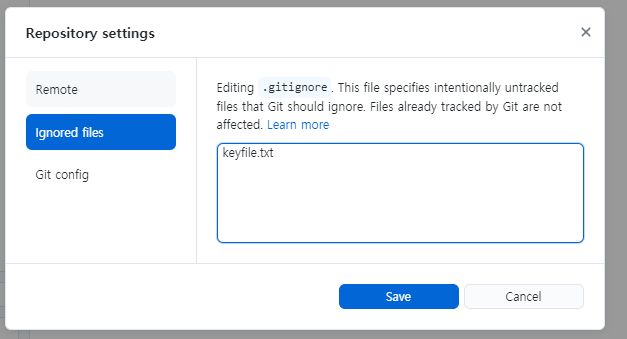 Repository settings
Remote
Ignored files
Git config
Editing .gitignore. This file specifies intentionally untracked
files that Git should ignore. Files already tracked by Git are not
affected. Learn more
keyfile.txt
Save
Cancel